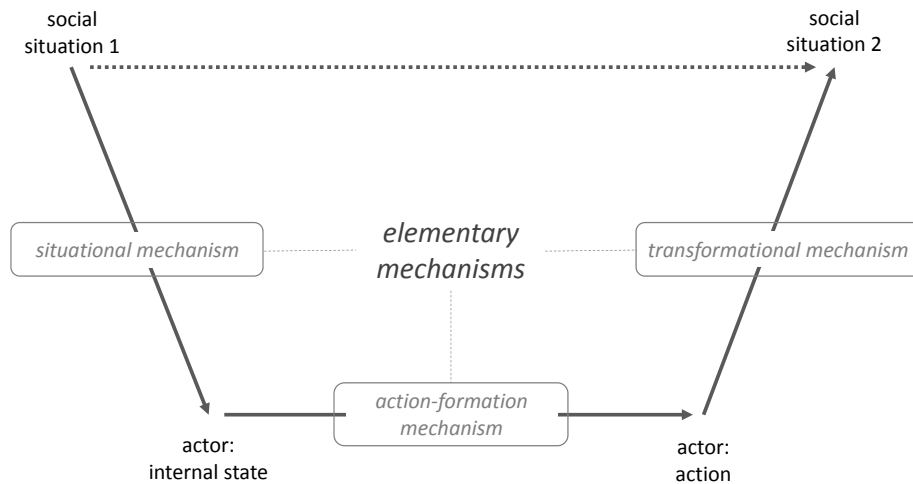 social
situation 1
social
situation 2
situational mechanism
elementary
mechanisms
transformational mechanism
action-formation
mechanism
actor:
internal state
actor:
action